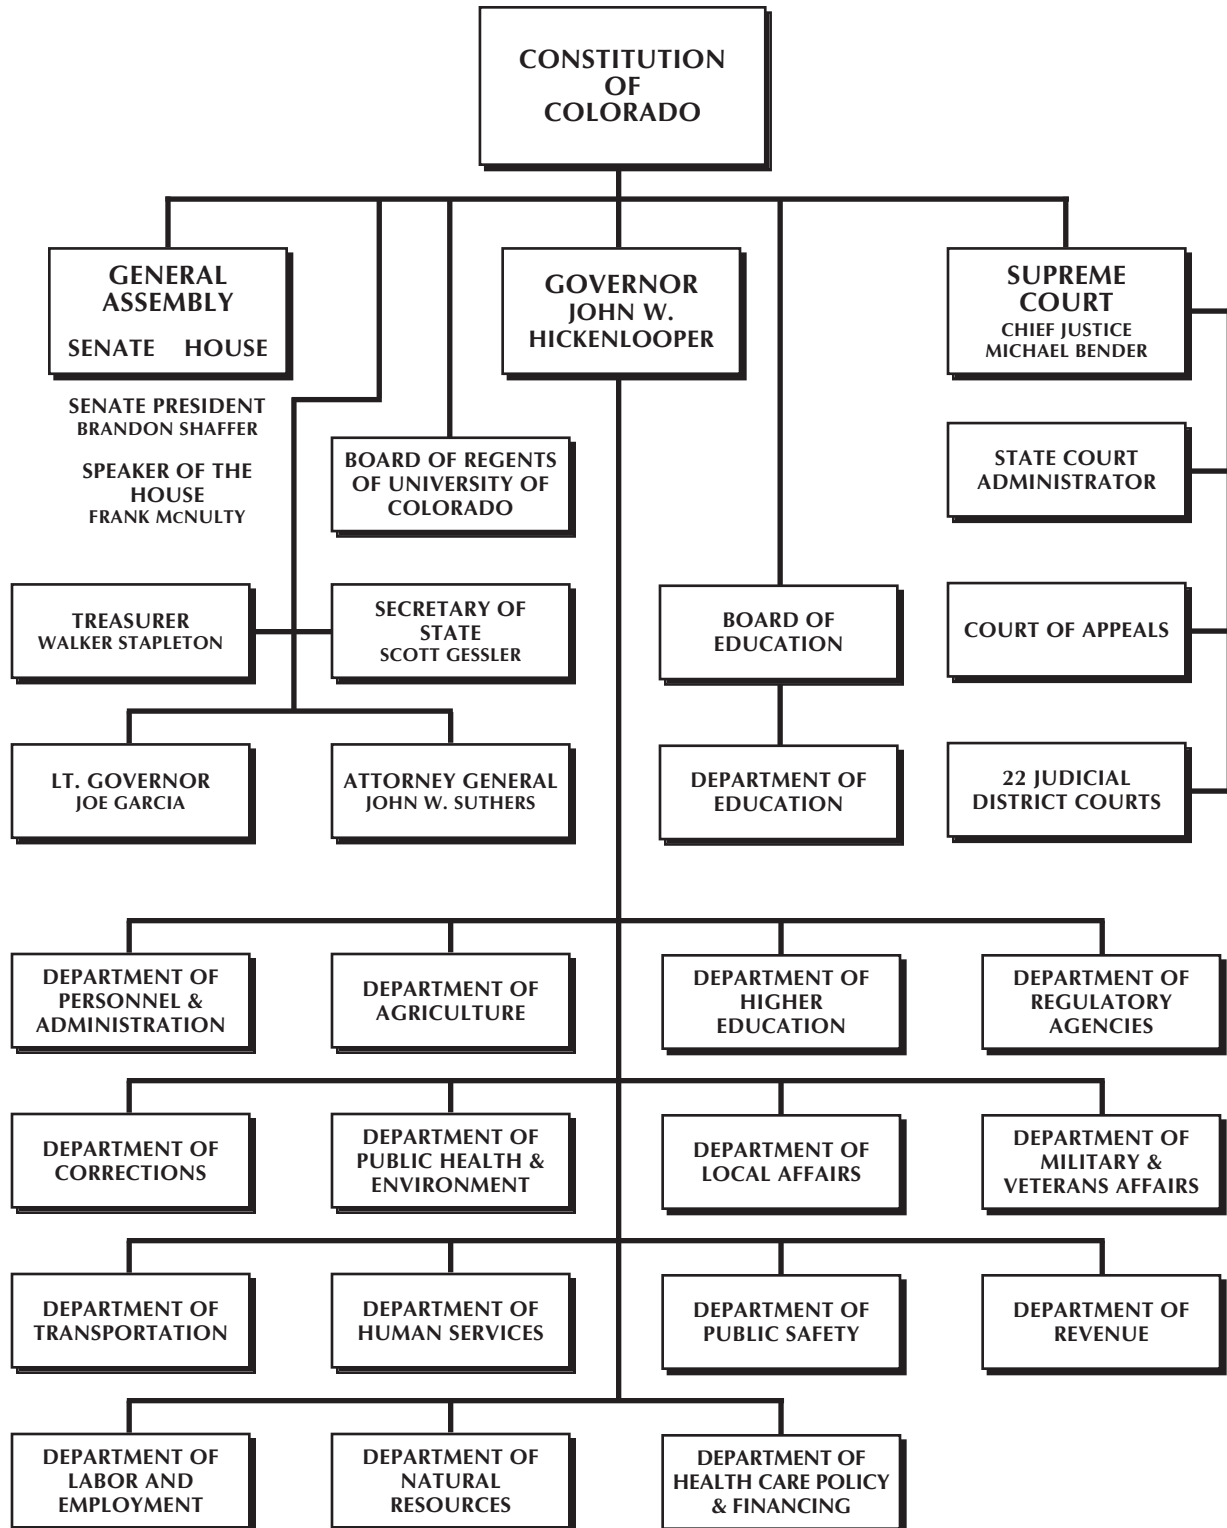 CONSTITUTION
OF
COLORADO
GENERAL
ASSEMBLY
SENATE HOUSE
GOVERNOR
JOHN W.
HICKENLOOPER
SUPREME
COURT
CHIEF JUSTICE
MICHAEL BENDER
SENATE PRESIDENT
BRANDON SHAFFER
SPEAKER OF THE
HOUSE
FRANK McNULTY
BOARD OF REGENTS
OF UNIVERSITY OF
COLORADO
STATE COURT
ADMINISTRATOR
TREASURER
WALKER STAPLETON
SECRETARY OF
STATE
SCOTT GESSLER
BOARD OF
EDUCATION
COURT OF APPEALS
LT. GOVERNOR
JOE GARCIA
ATTORNEY GENERAL
JOHN W. SUTHERS
DEPARTMENT OF
EDUCATION
22 JUDICIAL
DISTRICT COURTS
DEPARTMENT OF
PERSONNEL &
ADMINISTRATION
DEPARTMENT OF
AGRICULTURE
DEPARTMENT OF
HIGHER
EDUCATION
DEPARTMENT OF
REGULATORY
AGENCIES
DEPARTMENT OF
CORRECTIONS
DEPARTMENT OF
PUBLIC HEALTH &
ENVIRONMENT
DEPARTMENT OF
LOCAL AFFAIRS
DEPARTMENT OF
MILITARY &
VETERANS AFFAIRS
DEPARTMENT OF
TRANSPORTATION
DEPARTMENT OF
HUMAN SERVICES
DEPARTMENT OF
PUBLIC SAFETY
DEPARTMENT OF
REVENUE
DEPARTMENT OF
LABOR AND
EMPLOYMENT
DEPARTMENT OF
NATURAL
RESOURCES
DEPARTMENT OF
HEALTH CARE POLICY
& FINANCING